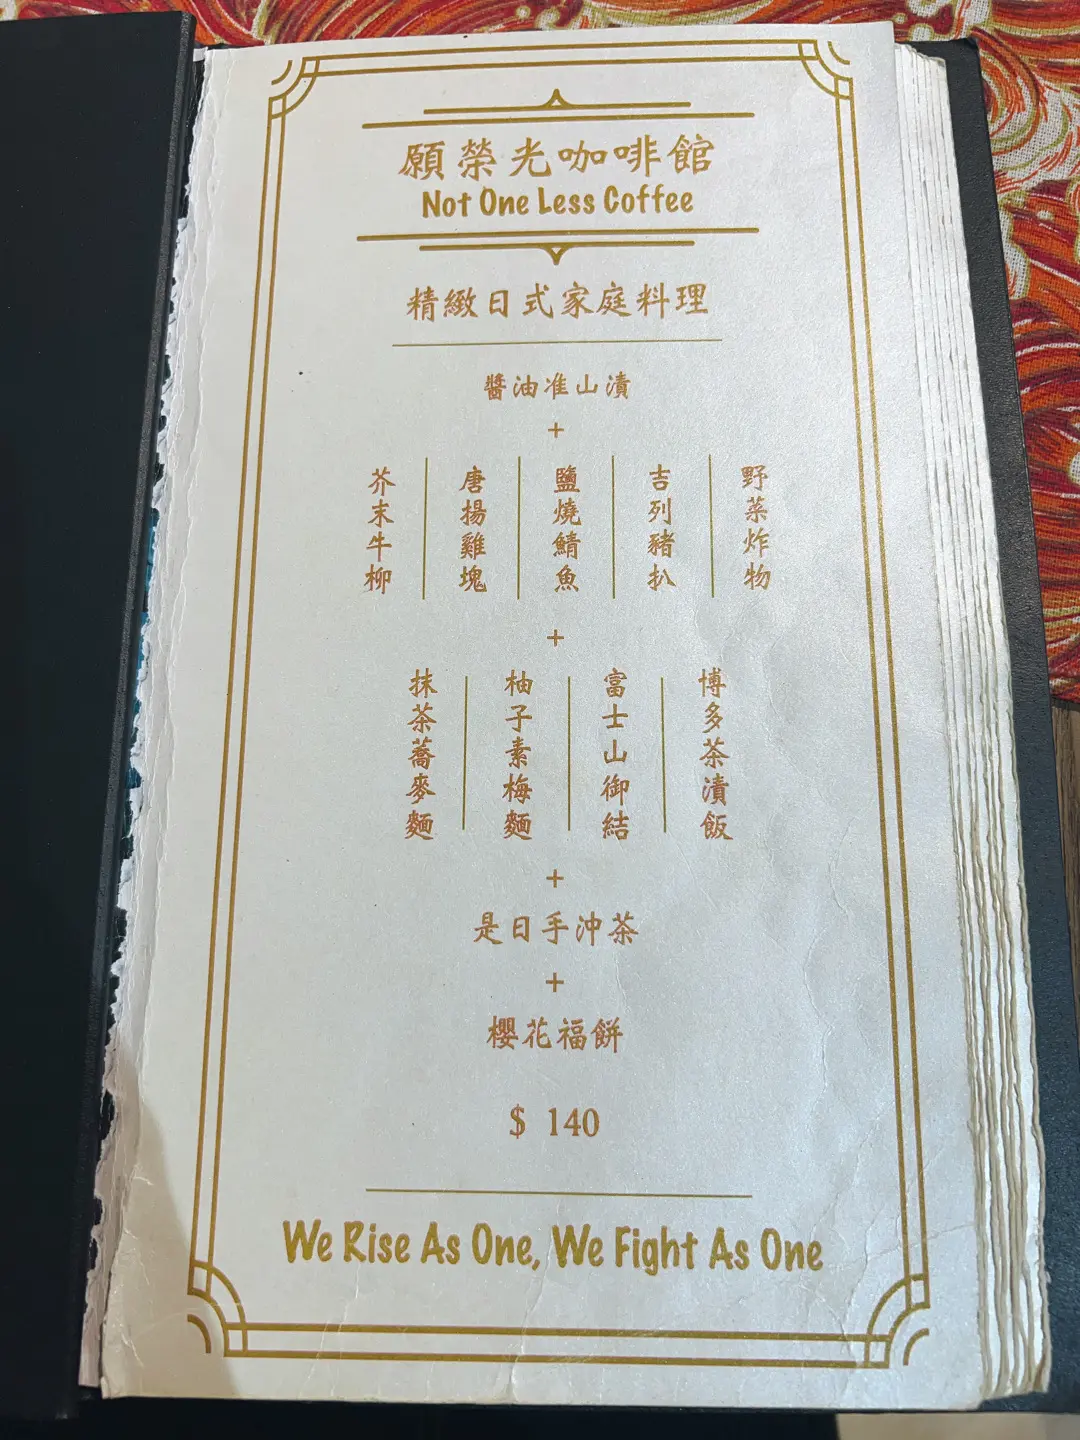 願榮光咖啡館
Not One Less Coffee
精緻日式家庭料理
醬油准山漬
+
芥末牛柳
唐揚雞塊
鹽燒鯖魚
吉列豬扒
野菜炸物
+
抹茶蕎麥麵
柚子素梅麵
富士山御結
博多茶漬飯
+
是日手沖茶
+
櫻花福餅
$ 140
We Rise As One, We Fight As One